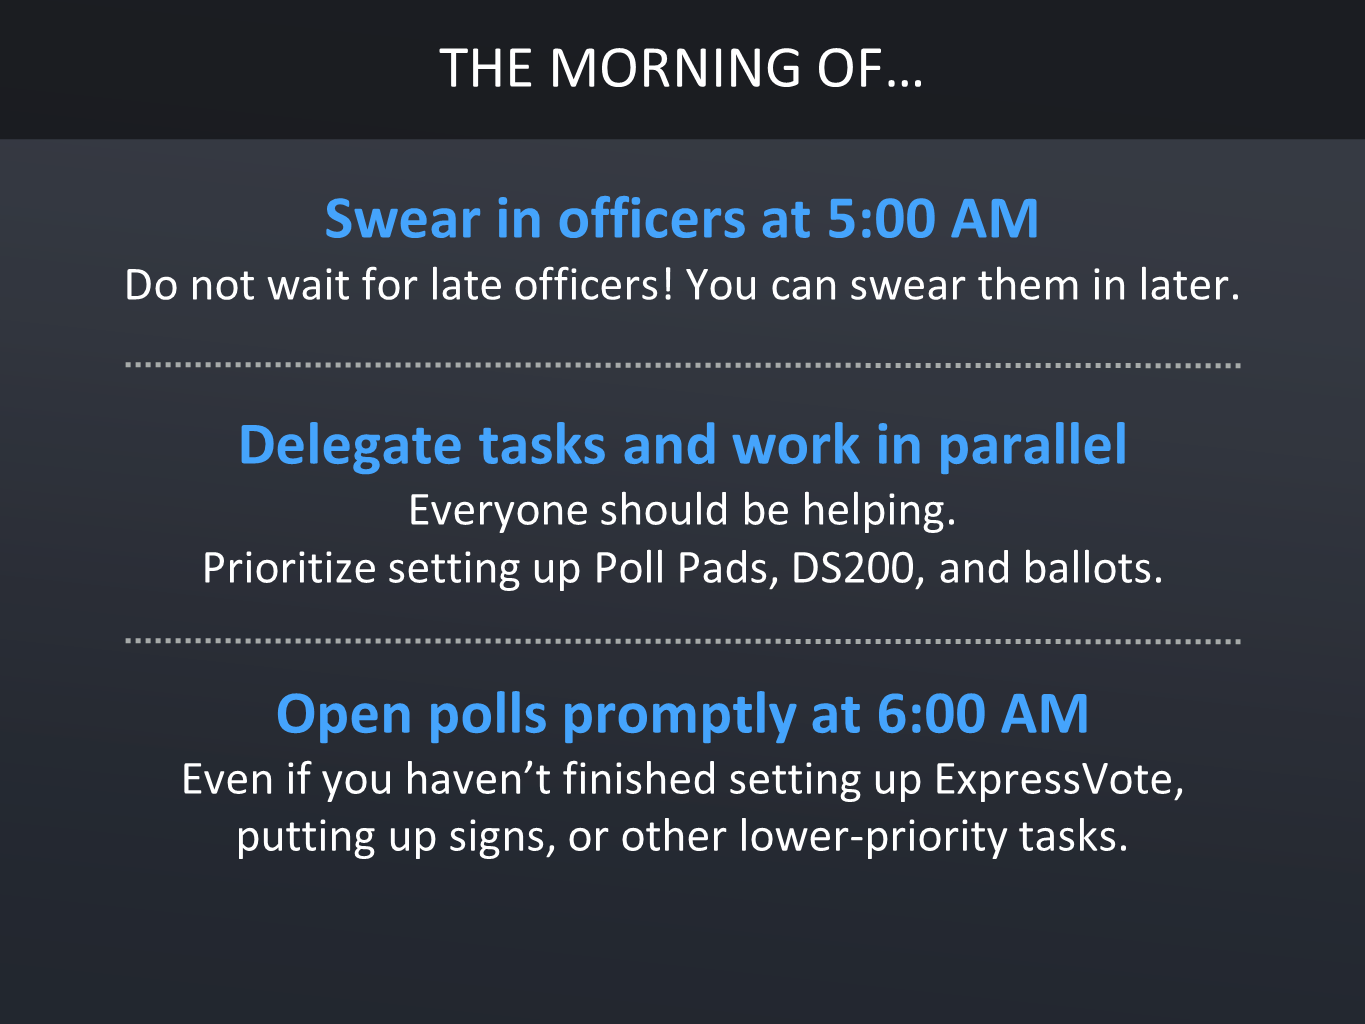 THE MORNING OF…
Swear in officers at 5:00 AM
Do not wait for late officers! You can swear them in later.
Delegate tasks and work in parallel
Everyone should be helping.
Prioritize setting up Poll Pads, DS200, and ballots.
Open polls promptly at 6:00 AM
Even if you haven’t finished setting up ExpressVote,
putting up signs, or other lower-priority tasks.